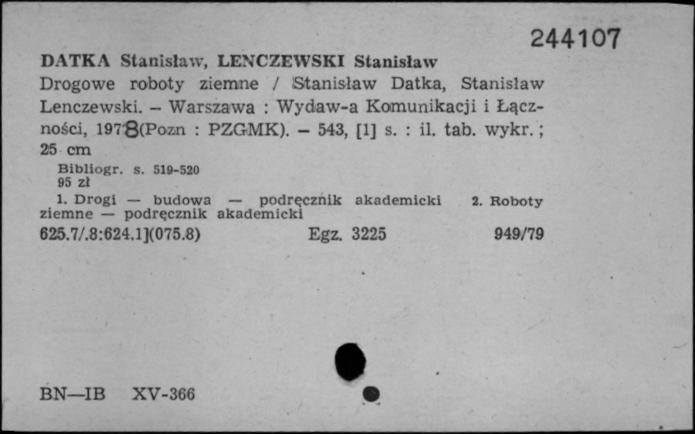 244107
DATKA Stanisław, LENCZEWSKI Stanisław
Drogowe roboty ziemne / Stanisław Datka, Stanisław
Lenczewski. — Warszawa : Wydaw-a Komunikacji i Łącz-
ności, 1978 (Pozn : PZGMK). — 543, [1] s. : il. tab. wykr. ;
25 cm
Bibliogr. s. 519-520
95 zł
1. Drogi — budowa — podręcznik akademicki 2. Roboty
ziemne — podręcznik akademicki
625.7/.8:624.1](075.8) Egz. 3225 949/79
BN—IB XV-366